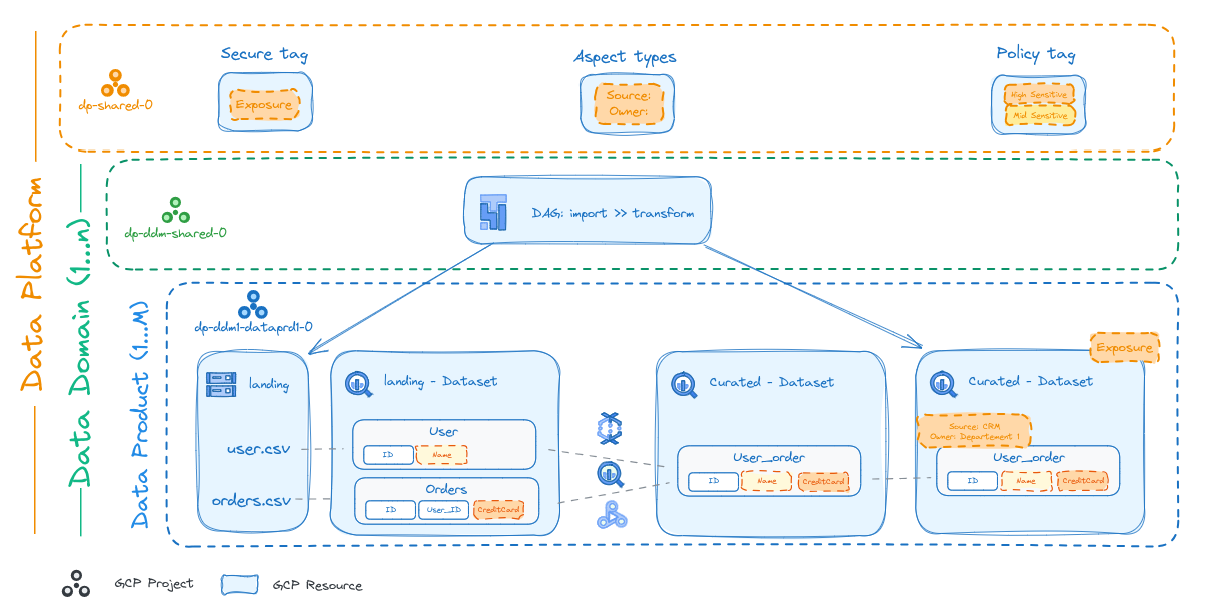 Data Platform
dp-shared-0
Secure tag
Exposure
Aspect types
Source:
Owner:
Policy tag
High Sensitive
Mid Sensitive
Data Domain (1...n)
dp-ddm-shared-0
DAG: import >> transform
Data Product (1...M)
dp-ddm1-dataprd1-0
landing
user.csv
orders.csv
landing - Dataset
User
ID
Name
Orders
ID
User_ID
CreditCard
Curated - Dataset
User_order
ID
Name
CreditCard
Exposure
Curated - Dataset
Source: CRM
Owner: Departement 1
User_order
ID
Name
CreditCard
GCP Project
GCP Resource